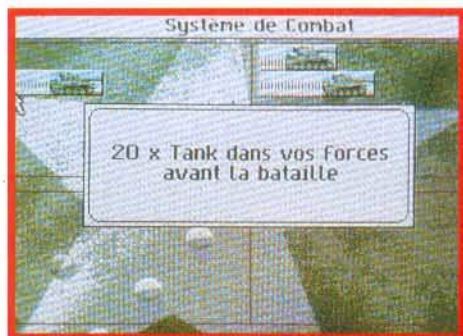 Système de Combat
20 x Tank dans vos forces
avant la bataille